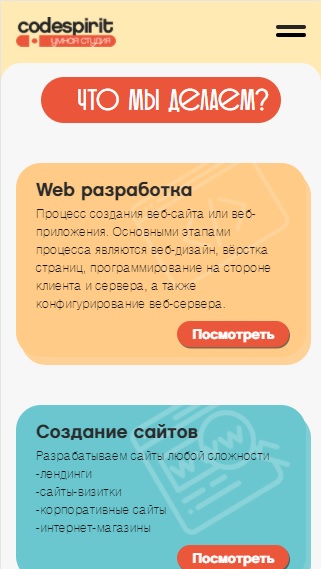 codespirit
умная студия
ЧТО МЫ ДЕЛАЕМ?
Web разработка
Процесс создания веб-сайта или веб-
приложения. Основными этапами
процесса являются веб-дизайн, вёрстка
страниц, программирование на стороне
клиента и сервера, а также
конфигурирование веб-сервера.
Посмотреть
Создание сайтов
Разрабатываем сайты любой сложности
-лендинги
-сайты-визитки
-корпоративные сайты
-интернет-магазины
www
Посмотреть